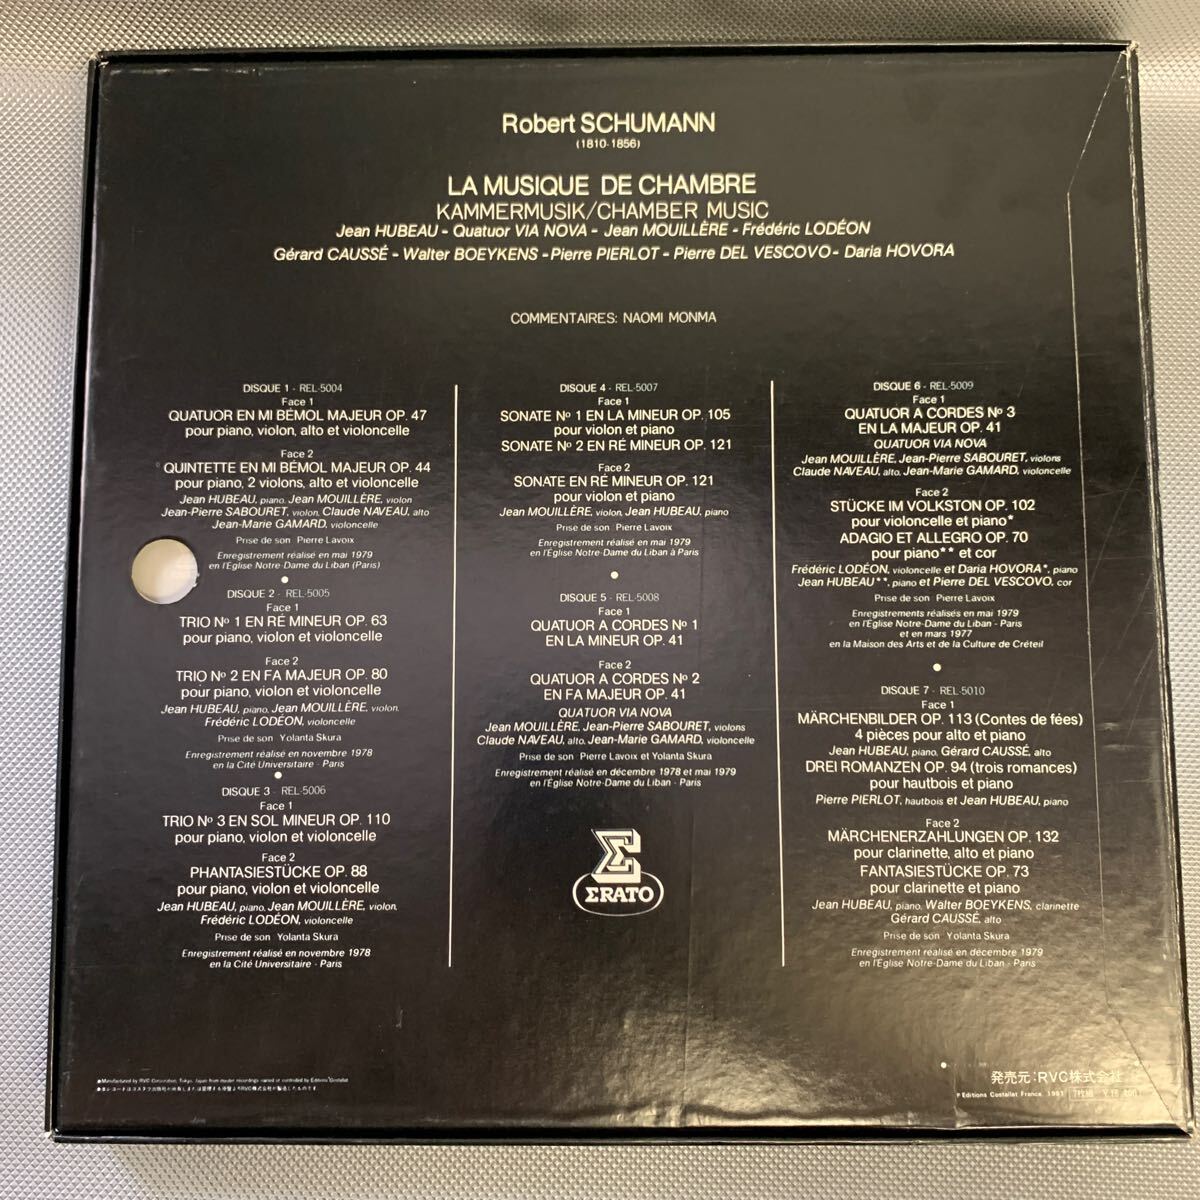 Robert SCHUMANN
(1810-1856)
LA MUSIQUE DE CHAMBRE
KAMMERMUSIK/CHAMBER MUSIC
Jean HUBEAU - Quatuor VIA NOVA - Jean MOUILLÈRE - Frédéric LODÉON
Gérard CAUSSÉ - Walter BOEYKENS - Pierre PIERLOT - Pierre DEL VESCOVO - Daria HOVORA
COMMENTAIRES: NAOMI MONMA
DISQUE 1 - REL-5004
Face 1
QUATUOR EN MI BÉMOL MAJEUR OP. 47
pour piano, violon, alto et violoncelle
Face 2
QUINTETTE EN MI BÉMOL MAJEUR OP. 44
pour piano, 2 violons, alto et violoncelle
Jean HUBEAU, piano, Jean MOUILLÈRE, violon
Jean-Pierre SABOURET, violon, Claude NAVEAU, alto
Jean-Marie GAMARD, violoncelle
Prise de son Pierre Lavoix
Enregistrement réalisé en mai 1979
en l'Église Notre-Dame du Liban (Paris)
DISQUE 2 - REL-5005
Face 1
TRIO Nº 1 EN RÉ MINEUR OP. 63
pour piano, violon et violoncelle
Face 2
TRIO Nº 2 EN FA MAJEUR OP. 80
pour piano, violon et violoncelle
Jean HUBEAU, piano, Jean MOUILLÈRE, violon,
Frédéric LODÉON, violoncelle
Prise de son Yolanta Skura
Enregistrement réalisé en novembre 1978
en la Cité Universitaire - Paris
DISQUE 3 - REL-5006
Face 1
TRIO Nº 3 EN SOL MINEUR OP. 110
pour piano, violon et violoncelle
Face 2
PHANTASIESTÜCKE OP. 88
pour piano, violon et violoncelle
Jean HUBEAU, piano, Jean MOUILLÈRE, violon,
Frédéric LODÉON, violoncelle
Prise de son Yolanta Skura
Enregistrement réalisé en novembre 1978
en la Cité Universitaire - Paris
DISQUE 4 - REL-5007
Face 1
SONATE Nº 1 EN LA MINEUR OP. 105
pour violon et piano
SONATE Nº 2 EN RÉ MINEUR OP. 121
Face 2
SONATE EN RÉ MINEUR OP. 121
pour violon et piano
Jean MOUILLÈRE, violon, Jean HUBEAU, piano
Prise de son Pierre Lavoix
Enregistrement réalisé en mai 1979
en l'Église Notre-Dame du Liban à Paris
DISQUE 5 - REL-5008
Face 1
QUATUOR A CORDES Nº 1
EN LA MINEUR OP. 41
Face 2
QUATUOR A CORDES Nº 2
EN FA MAJEUR OP. 41
QUATUOR VIA NOVA
Jean MOUILLÈRE, Jean-Pierre SABOURET, violons
Claude NAVEAU, alto, Jean-Marie GAMARD, violoncelle
Prise de son Pierre Lavoix et Yolanta Skura
Enregistrement réalisé en décembre 1978 et mai 1979
en l'Église Notre-Dame du Liban - Paris
ERATO
DISQUE 6 - REL-5009
Face 1
QUATUOR A CORDES Nº 3
EN LA MAJEUR OP. 41
QUATUOR VIA NOVA
Jean MOUILLÈRE, Jean-Pierre SABOURET, violons
Claude NAVEAU, alto, Jean-Marie GAMARD, violoncelle
Face 2
STÜCKE IM VOLKSTON OP. 102
pour violoncelle et piano*
ADAGIO ET ALLEGRO OP. 70
pour piano** et cor
Frédéric LODÉON, violoncelle et Daria HOVORA*, piano
Jean HUBEAU**, piano et Pierre DEL VESCOVO, cor
Prise de son Pierre Lavoix
Enregistrements réalisés en mai 1979
en l'Église Notre-Dame du Liban - Paris
et en mars 1977
en la Maison des Arts et de la Culture de Créteil
DISQUE 7 - REL-5010
Face 1
MÄRCHENBILDER OP. 113 (Contes de fées)
4 pièces pour alto et piano
Jean HUBEAU, piano, Gérard CAUSSÉ, alto
DREI ROMANZEN OP. 94 (trois romances)
pour hautbois et piano
Pierre PIERLOT, hautbois et Jean HUBEAU, piano
Face 2
MÄRCHENERZAHLUNGEN OP. 132
pour clarinette, alto et piano
FANTASIESTÜCKE OP. 73
pour clarinette et piano
Jean HUBEAU, piano, Walter BOEYKENS, clarinette
Gérard CAUSSÉ, alto
Prise de son Yolanta Skura
Enregistrement réalisé en décembre 1979
en l'Église Notre-Dame du Liban - Paris
●Manufactured by RVC Corporation, Tokyo, Japan from master recordings owned or controlled by Editions Costallat
発売元:RVC株式会社
℗ Editions Costallat France, 1981 7枚組